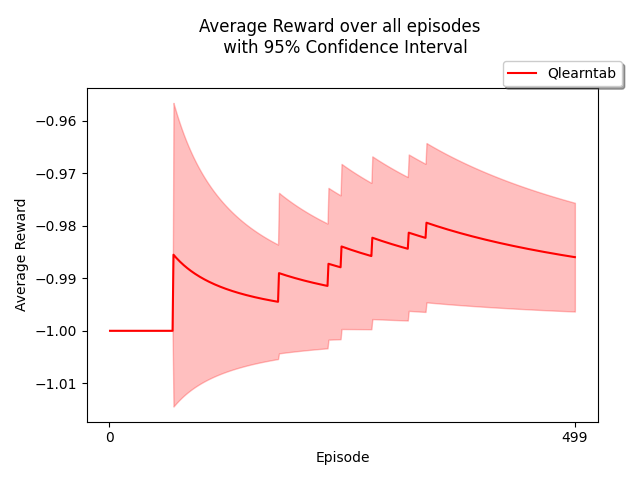 Average Reward over all episodes
with 95% Confidence Interval
Qlearntab
−0.96
−0.97
−0.98
−0.99
−1.00
−1.01
Average Reward
0
499
Episode